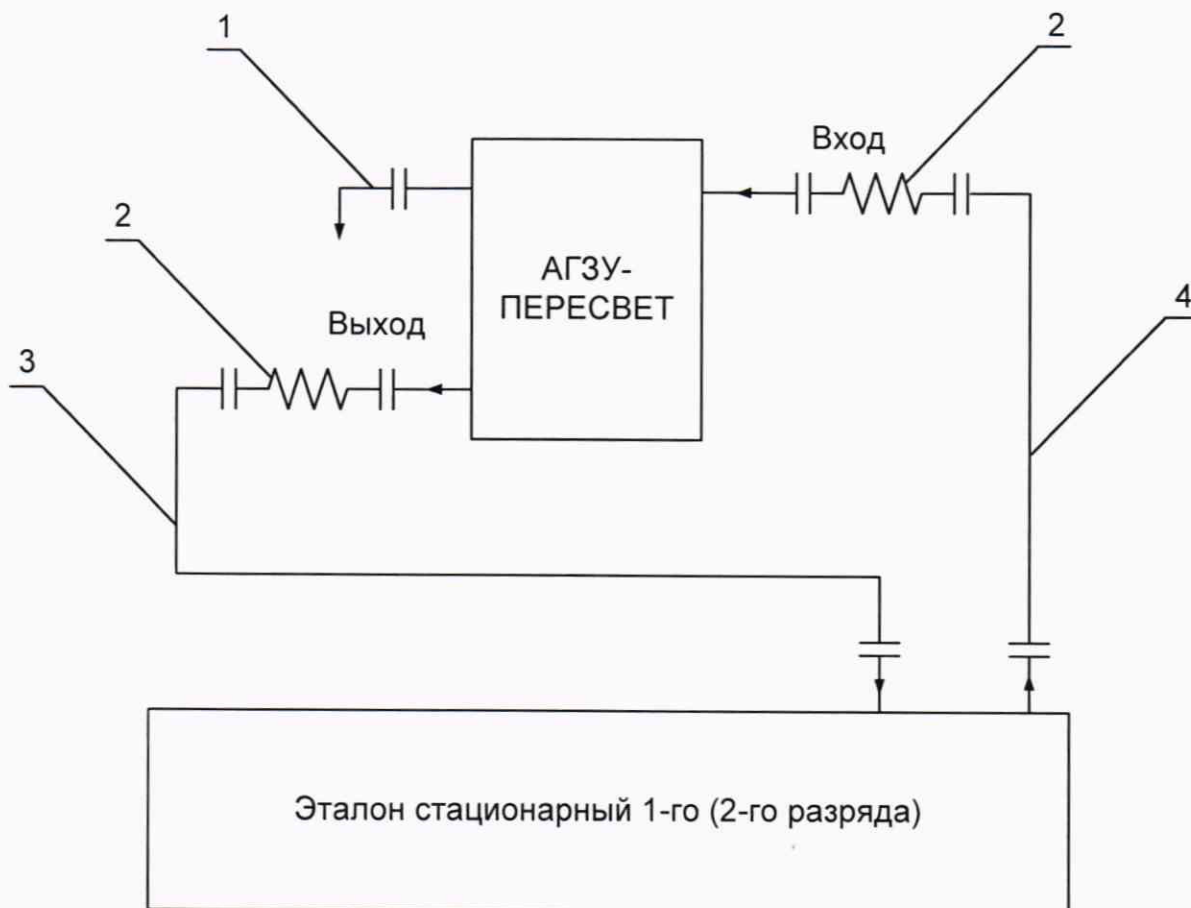 1
2
Вход
2
АГЗУ-
ПЕРЕСВЕТ
Выход
4
3
Эталон стационарный 1-го (2-го разряда)